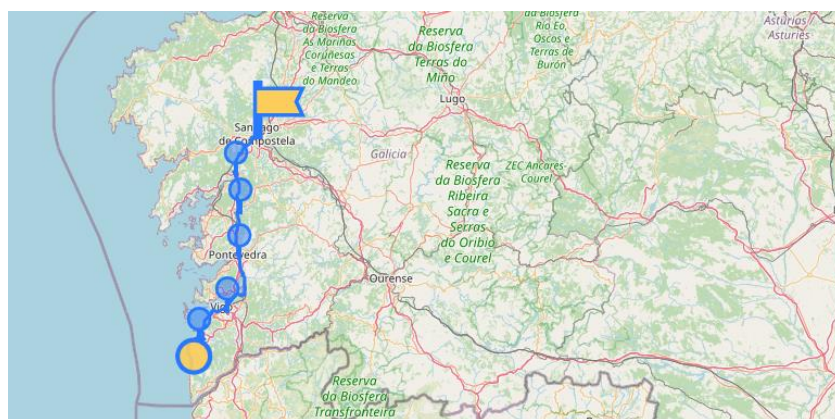 Reserva
da Biosfera
As Mariñas
Coruñesas
e Terras
do Mandeo
Reserva
da Biosfera
Terras do
Miño
da Biosfera
Rio Eo,
Oscos e
Terras de
Burón
Asturias
Asturies
Lugo
Santiago
de Compostela
Galicia
Reserva
da Biosfera
Ribeira
Sacra e
Serras
do Oribio
e Courel
ZEC Ancares-
Courel
Pontevedra
Ourense
Vigo
Reserva
da Biosfera
Transfronteira